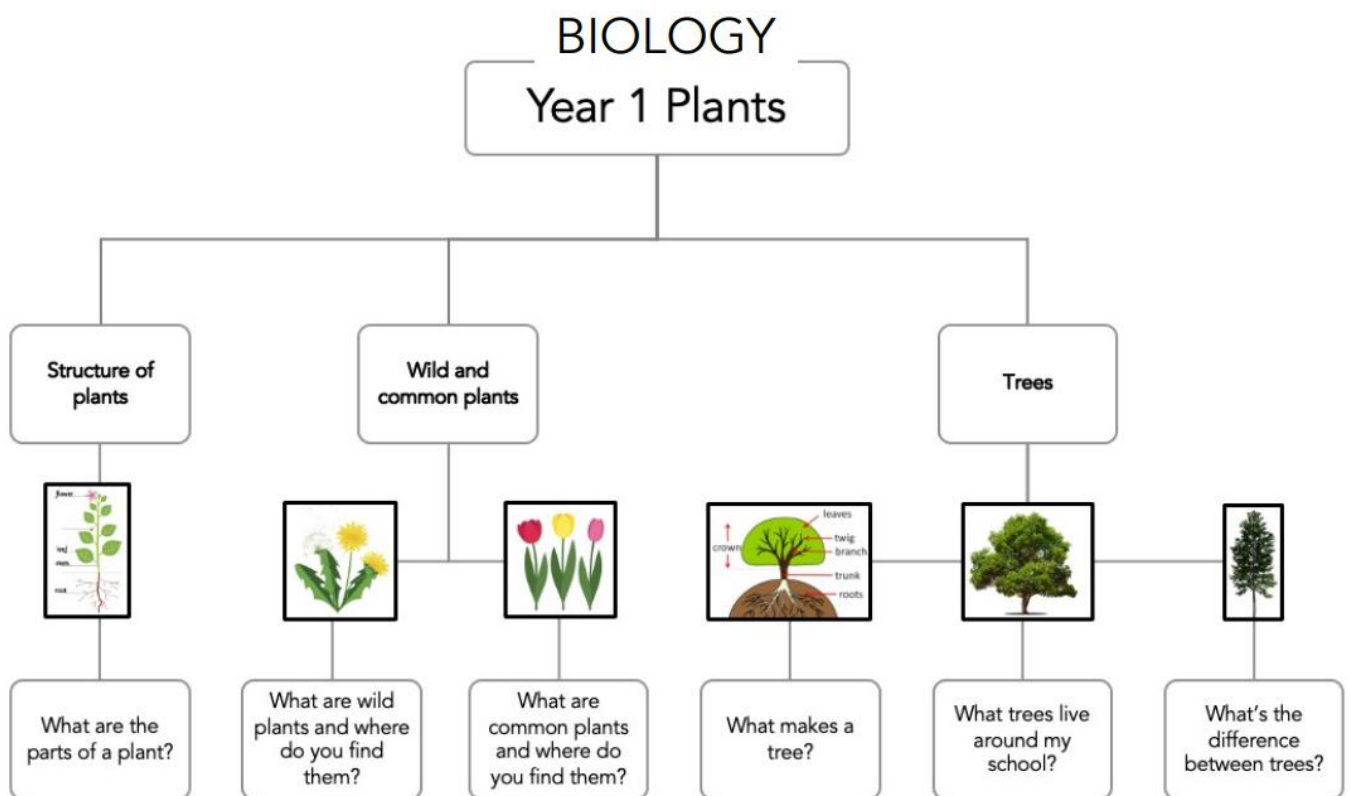 BIOLOGY
Year 1 Plants
Structure of
plants
Wild and
common plants
Trees
flower
leaf
root
leaves
twig
crown
branch
trunk
roots
What are the
parts of a plant?
What are wild
plants and where
do you find
them?
What are
common plants
and where do
you find them?
What makes a
tree?
What trees live
around my
school?
What's the
difference
between trees?